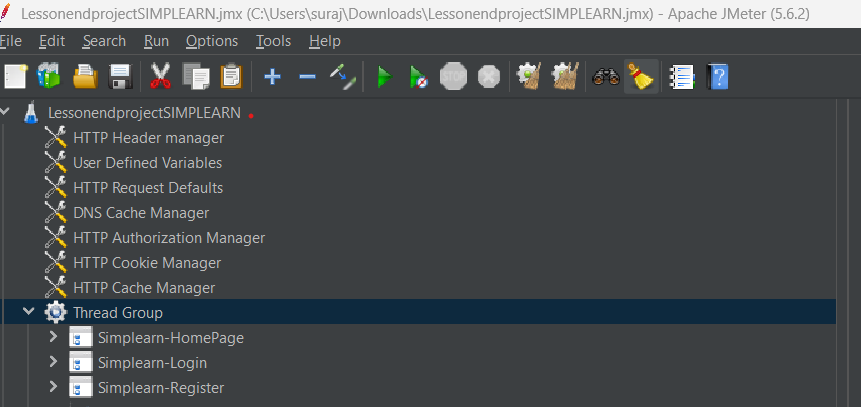 LessonendprojectSIMPLEARN.jmx (C:\Users\suraj\Downloads\LessonendprojectSIMPLEARN.jmx) - Apache JMeter (5.6.2)
File Edit Search Run Options Tools Help
STOP
LessonendprojectSIMPLEARN
HTTP Header manager
User Defined Variables
HTTP Request Defaults
DNS Cache Manager
HTTP Authorization Manager
HTTP Cookie Manager
HTTP Cache Manager
Thread Group
Simplearn-HomePage
Simplearn-Login
Simplearn-Register